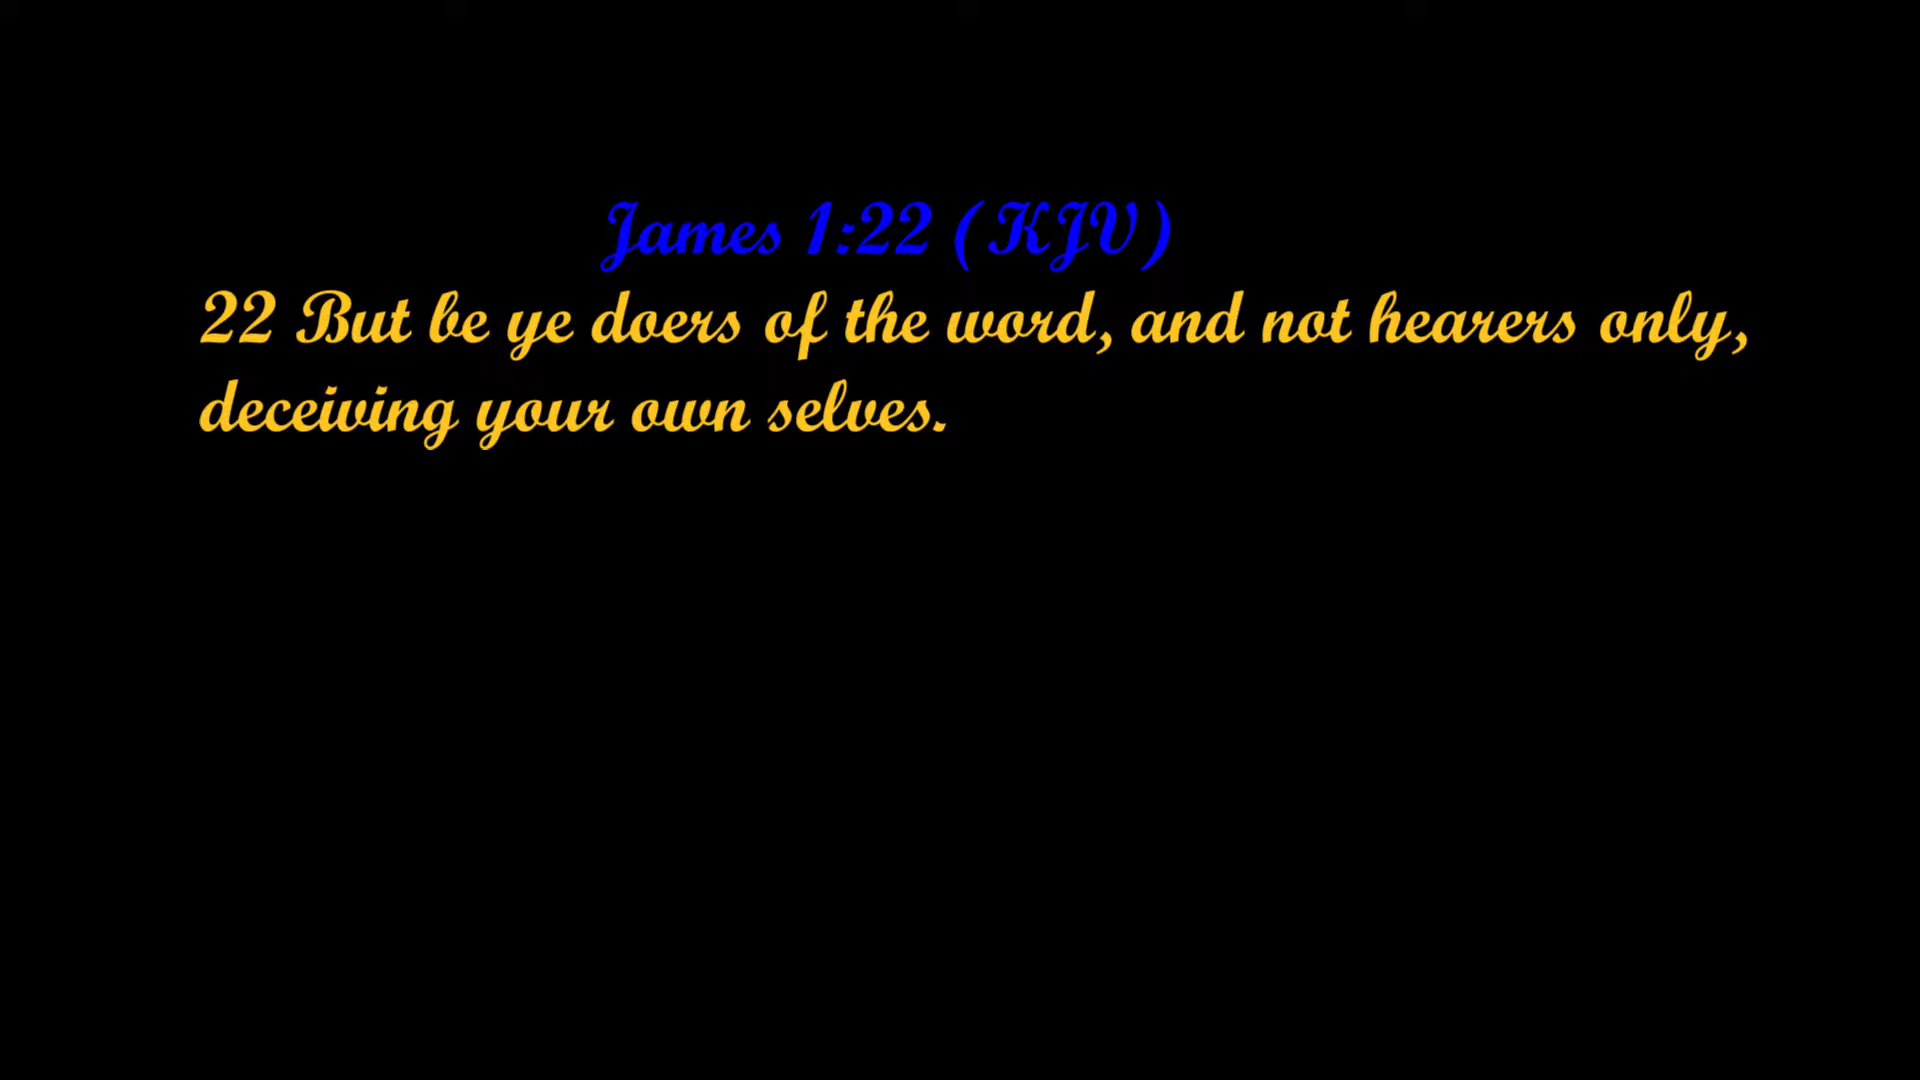 James 1:22 (KJV)
22 But be ye doers of the word, and not hearers only,
deceiving your own selves.